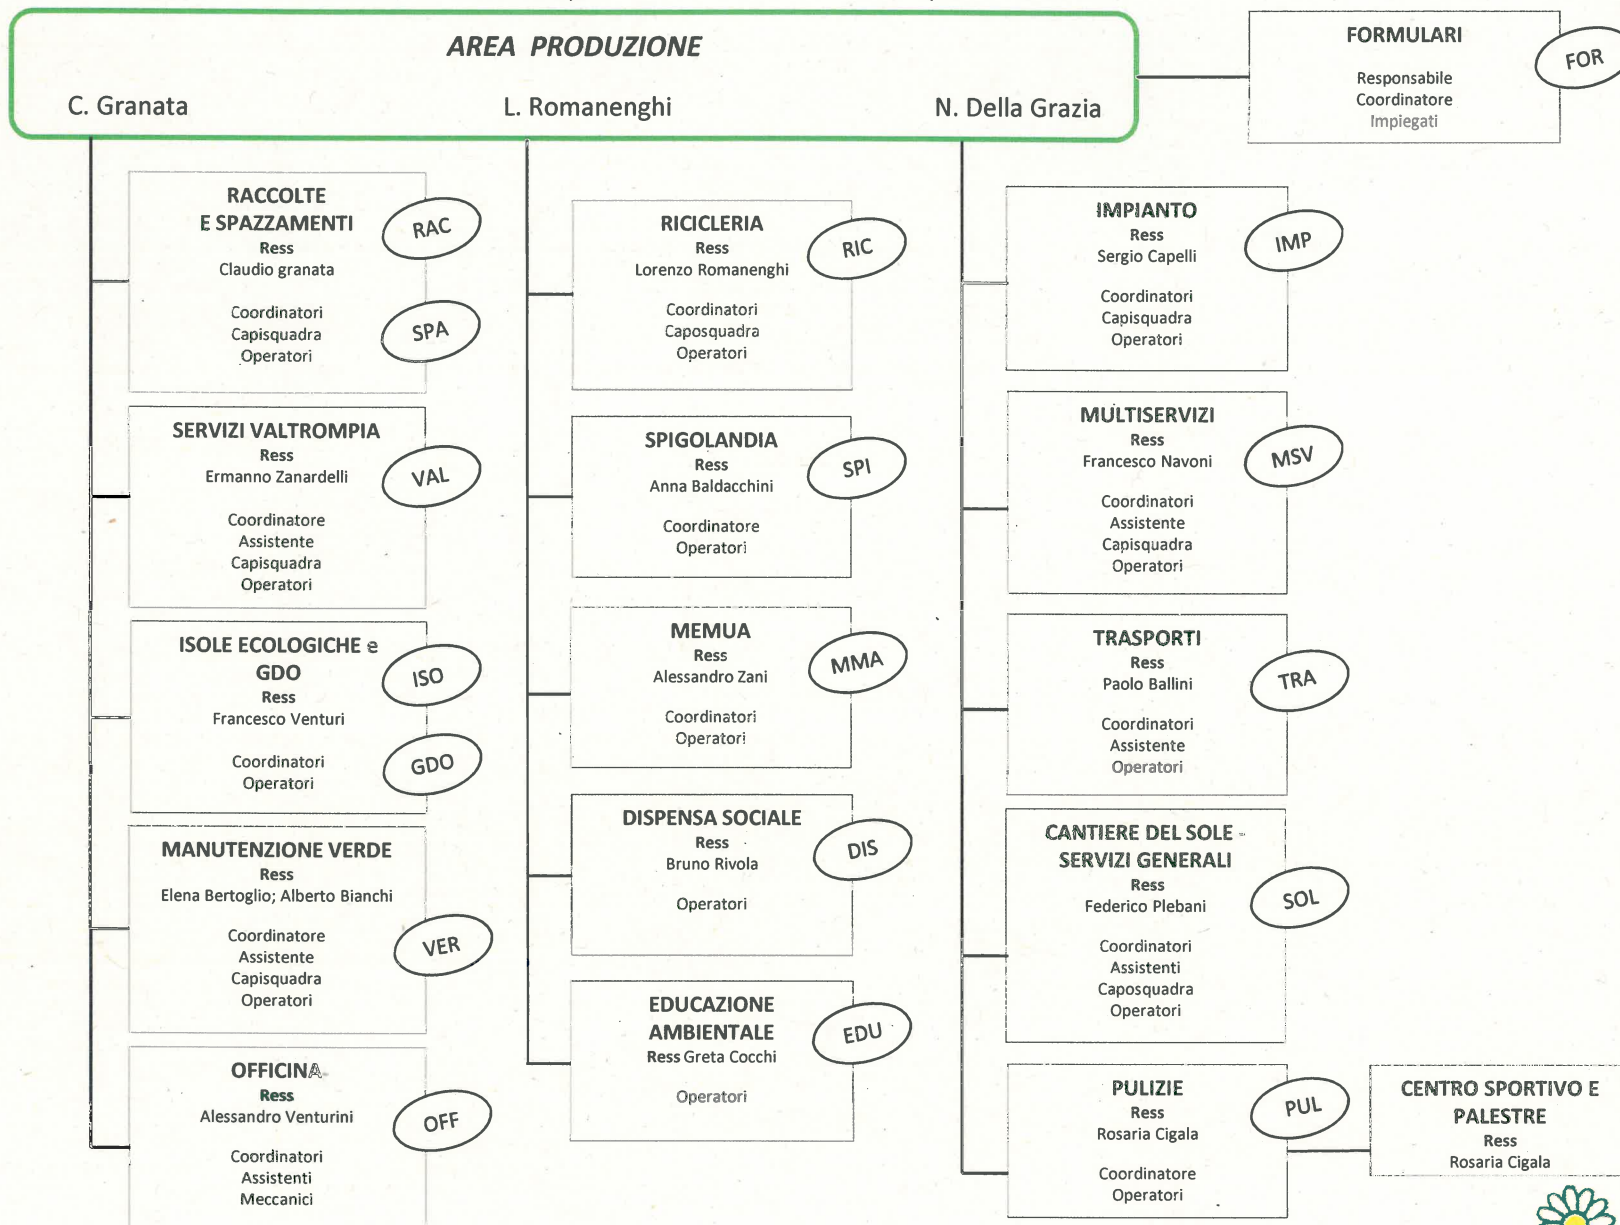 AREA PRODUZIONE
C. Granata
L. Romanenghi
N. Della Grazia
FORMULARI
Responsabile
Coordinatore
Impiegati
FOR
RACCOLTE
E SPAZZAMENTI
Ress
Claudio granata
Coordinatori
Capisquadra
Operatori
RAC
SPA
SERVIZI VALTROMPIA
Ress
Ermanno Zanardelli
Coordinatore
Assistente
Capisquadra
Operatori
VAL
ISOLE ECOLOGICHE e
GDO
Ress
Francesco Venturi
Coordinatori
Operatori
ISO
GDO
MANUTENZIONE VERDE
Ress
Elena Bertoglio; Alberto Bianchi
Coordinatore
Assistente
Capisquadra
Operatori
VER
OFFICINA
Ress
Alessandro Venturini
Coordinatori
Assistenti
Meccanici
OFF
RICICLERIA
Ress
Lorenzo Romanenghi
Coordinatori
Caposquadra
Operatori
RIC
SPIGOLANDIA
Ress
Anna Baldacchini
Coordinatore
Operatori
SPI
MEMUA
Ress
Alessandro Zani
Coordinatori
Operatori
MMA
DISPENSA SOCIALE
Ress
Bruno Rivola
Operatori
DIS
EDUCAZIONE
AMBIENTALE
Ress Greta Cocchi
Operatori
EDU
IMPIANTO
Ress
Sergio Capelli
Coordinatori
Capisquadra
Operatori
IMP
MULTISERVIZI
Ress
Francesco Navoni
Coordinatori
Assistente
Capisquadra
Operatori
MSV
TRASPORTI
Ress
Paolo Ballini
Coordinatori
Assistente
Operatori
TRA
CANTIERE DEL SOLE -
SERVIZI GENERALI
Ress
Federico Plebani
Coordinatori
Assistenti
Caposquadra
Operatori
SOL
PULIZIE
Ress
Rosaria Cigala
Coordinatore
Operatori
PUL
CENTRO SPORTIVO E
PALESTRE
Ress
Rosaria Cigala